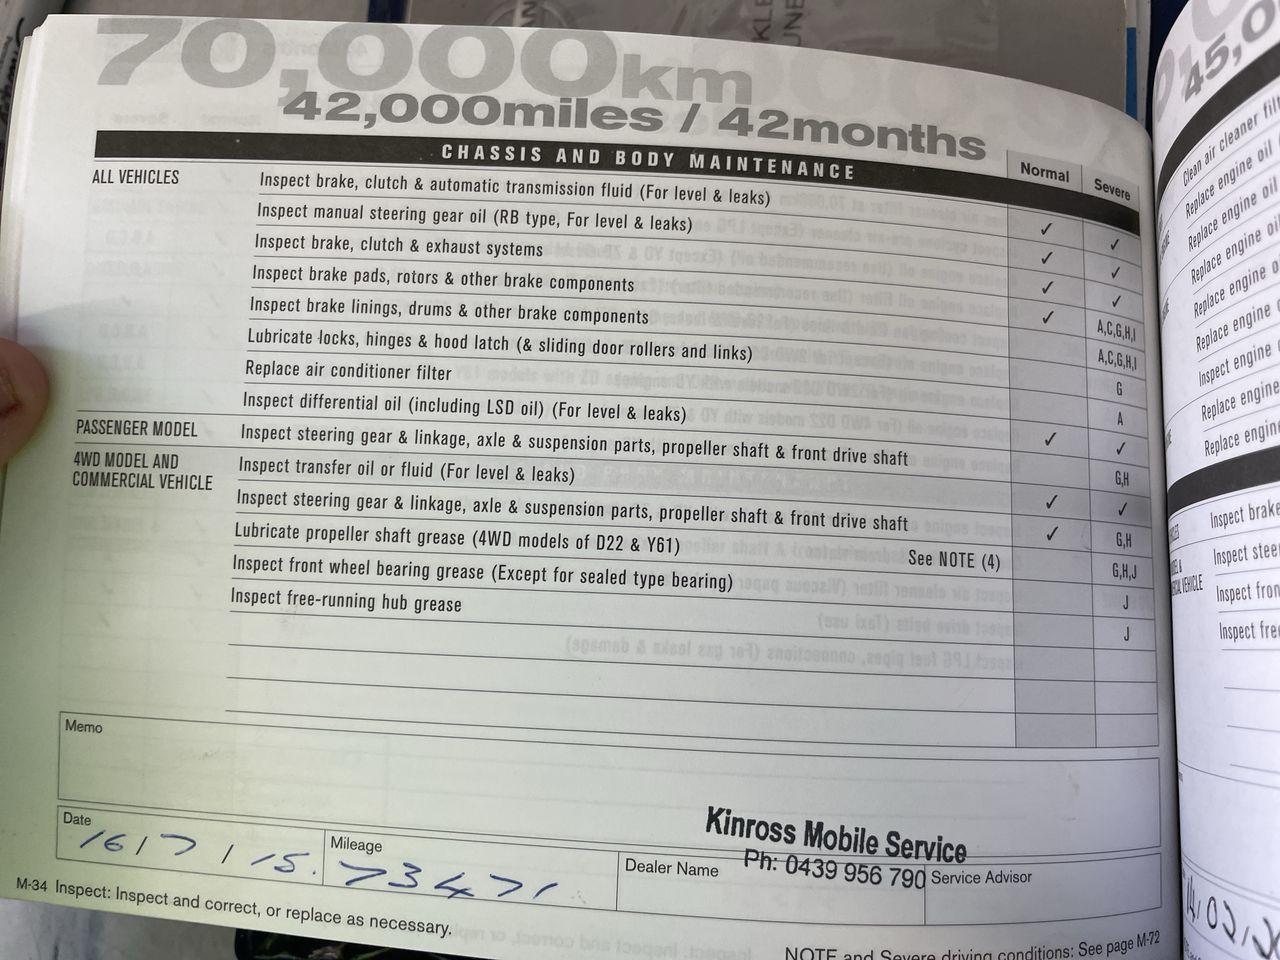 70,000km
42,000miles / 42months
CHASSIS AND BODY MAINTENANCE Normal Severe
ALL VEHICLES Inspect brake, clutch & automatic transmission fluid (For level & leaks) ✓ ✓
Inspect manual steering gear oil (RB type, For level & leaks) ✓ ✓
Inspect brake, clutch & exhaust systems ✓ ✓
Inspect brake pads, rotors & other brake components ✓ A,C,G,H,I
Inspect brake linings, drums & other brake components A,C,G,H,I
Lubricate locks, hinges & hood latch (& sliding door rollers and links) G
Replace air conditioner filter A
Inspect differential oil (including LSD oil) (For level & leaks) ✓ ✓
PASSENGER MODEL Inspect steering gear & linkage, axle & suspension parts, propeller shaft & front drive shaft G,H
4WD MODEL AND Inspect transfer oil or fluid (For level & leaks) ✓ ✓
COMMERCIAL VEHICLE Inspect steering gear & linkage, axle & suspension parts, propeller shaft & front drive shaft ✓ G,H
Lubricate propeller shaft grease (4WD models of D22 & Y61) See NOTE (4) G,H,J
Inspect front wheel bearing grease (Except for sealed type bearing) J
Inspect free-running hub grease J
Memo
Kinross Mobile Service
Ph: 0439 956 790
Date 16/7/15. Mileage 73471 Dealer Name Service Advisor
M-34 Inspect: Inspect and correct, or replace as necessary.
NOTE and Severe driving conditions: See page M-72
45,0
Clean air cleaner fil
Replace engine oil
Replace engine oil
Replace engine oil
Replace engine oi
Replace engine
Inspect engine
Replace engine
Replace engin
Inspect brake
Inspect stee
Inspect fron
Inspect free